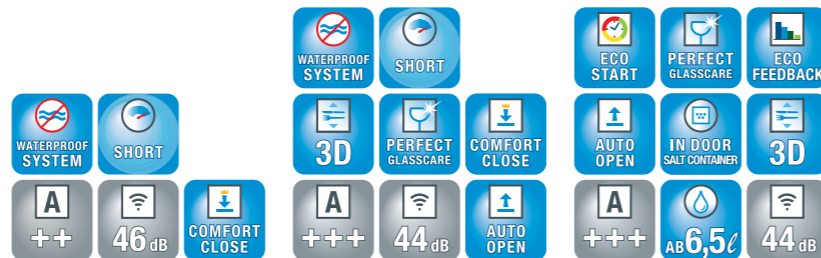 WATERPROOF
SYSTEM
SHORT
A
++
46 dB
COMFORT
CLOSE
WATERPROOF
SYSTEM
SHORT
3D
PERFECT
GLASSCARE
COMFORT
CLOSE
A
+++
44 dB
AUTO
OPEN
ECO
START
PERFECT
GLASSCARE
ECO
FEEDBACK
AUTO
OPEN
IN DOOR
SALT CONTAINER
3D
A
+++
AB 6,5ℓ
44 dB